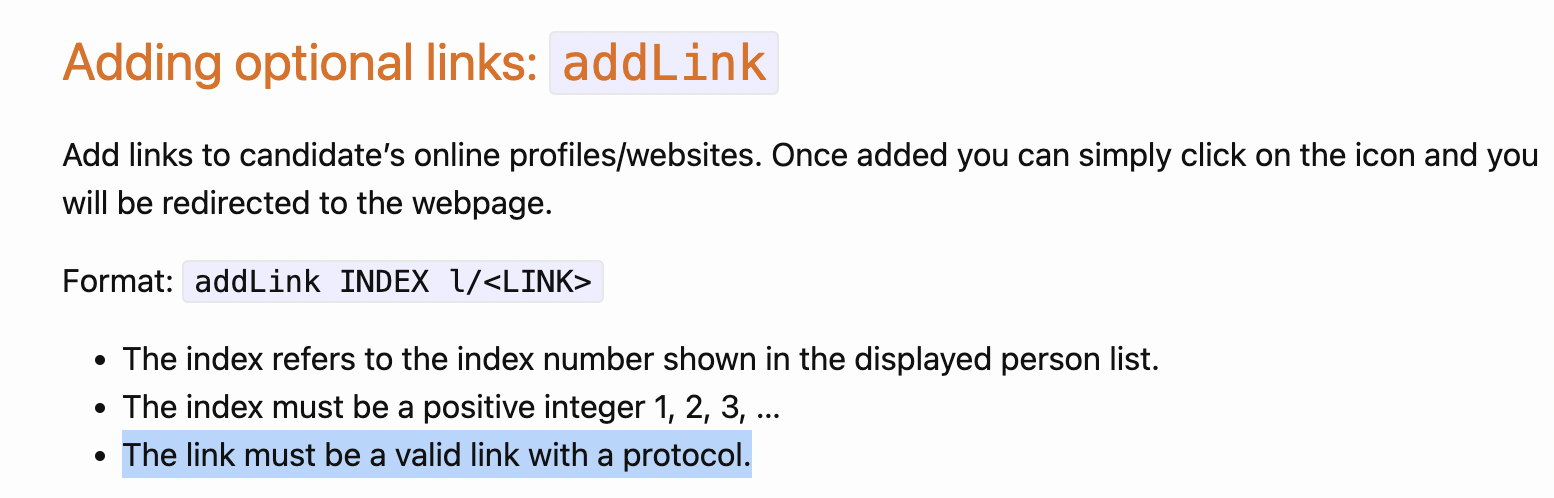 Adding optional links: addLink
Add links to candidate’s online profiles/websites. Once added you can simply click on the icon and you
will be redirected to the webpage.
Format: addLink INDEX l/<LINK>
• The index refers to the index number shown in the displayed person list.
• The index must be a positive integer 1, 2, 3, …
• The link must be a valid link with a protocol.